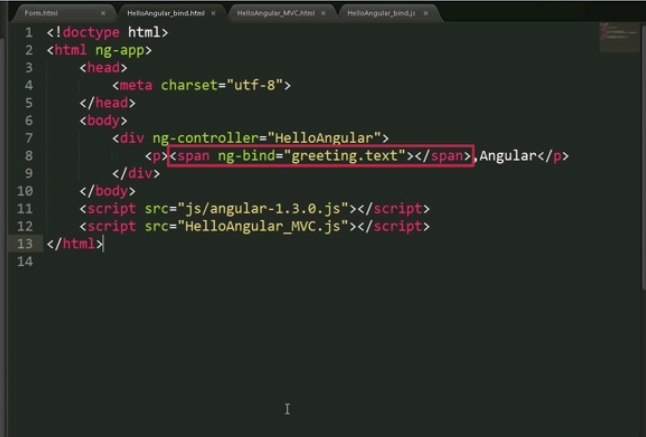 Form.html × HelloAngular_bind.html × HelloAngular_MVC.html × HelloAngular_bind.js ×
1 <!doctype html>
2 <html ng-app>
3 <head>
4 <meta charset="utf-8">
5 </head>
6 <body>
7 <div ng-controller="HelloAngular">
8 <p><span ng-bind="greeting.text"></span>,Angular</p>
9 </div>
10 </body>
11 <script src="js/angular-1.3.0.js"></script>
12 <script src="HelloAngular_MVC.js"></script>
13 </html>
14